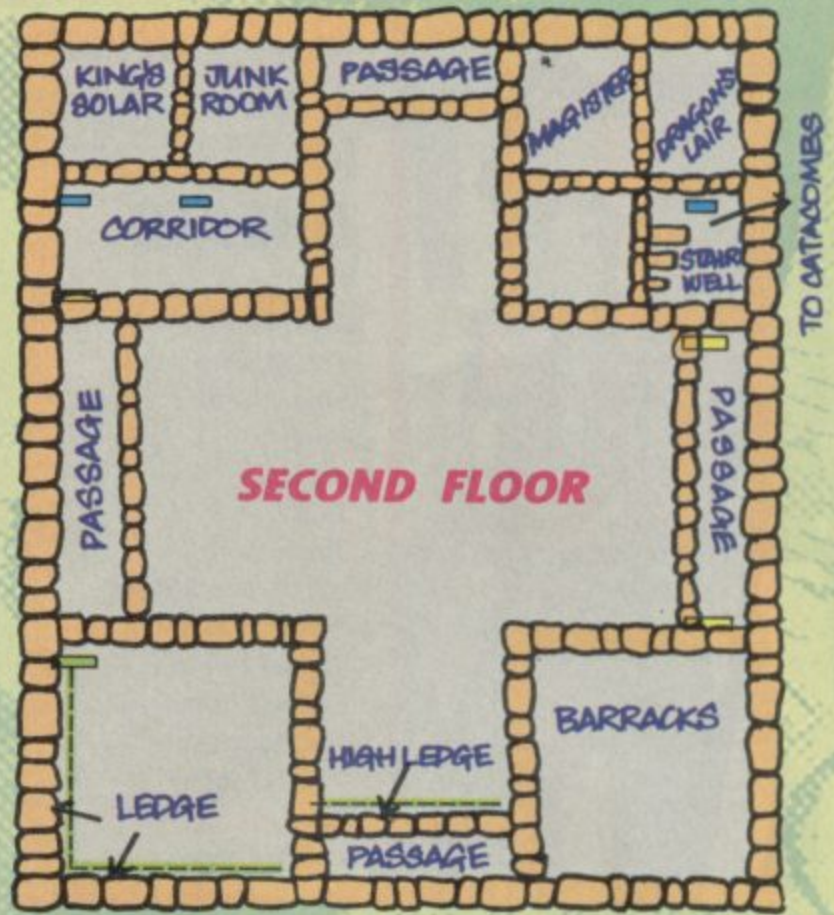 KING'S
SOLAR
JUNK
ROOM
PASSAGE
MAGISTER
DRAGON'S
LAIR
CORRIDOR
STAIR
WELL
TO CATACOMBS
PASSAGE
PASSAGE
SECOND FLOOR
BARRACKS
HIGH LEDGE
LEDGE
PASSAGE